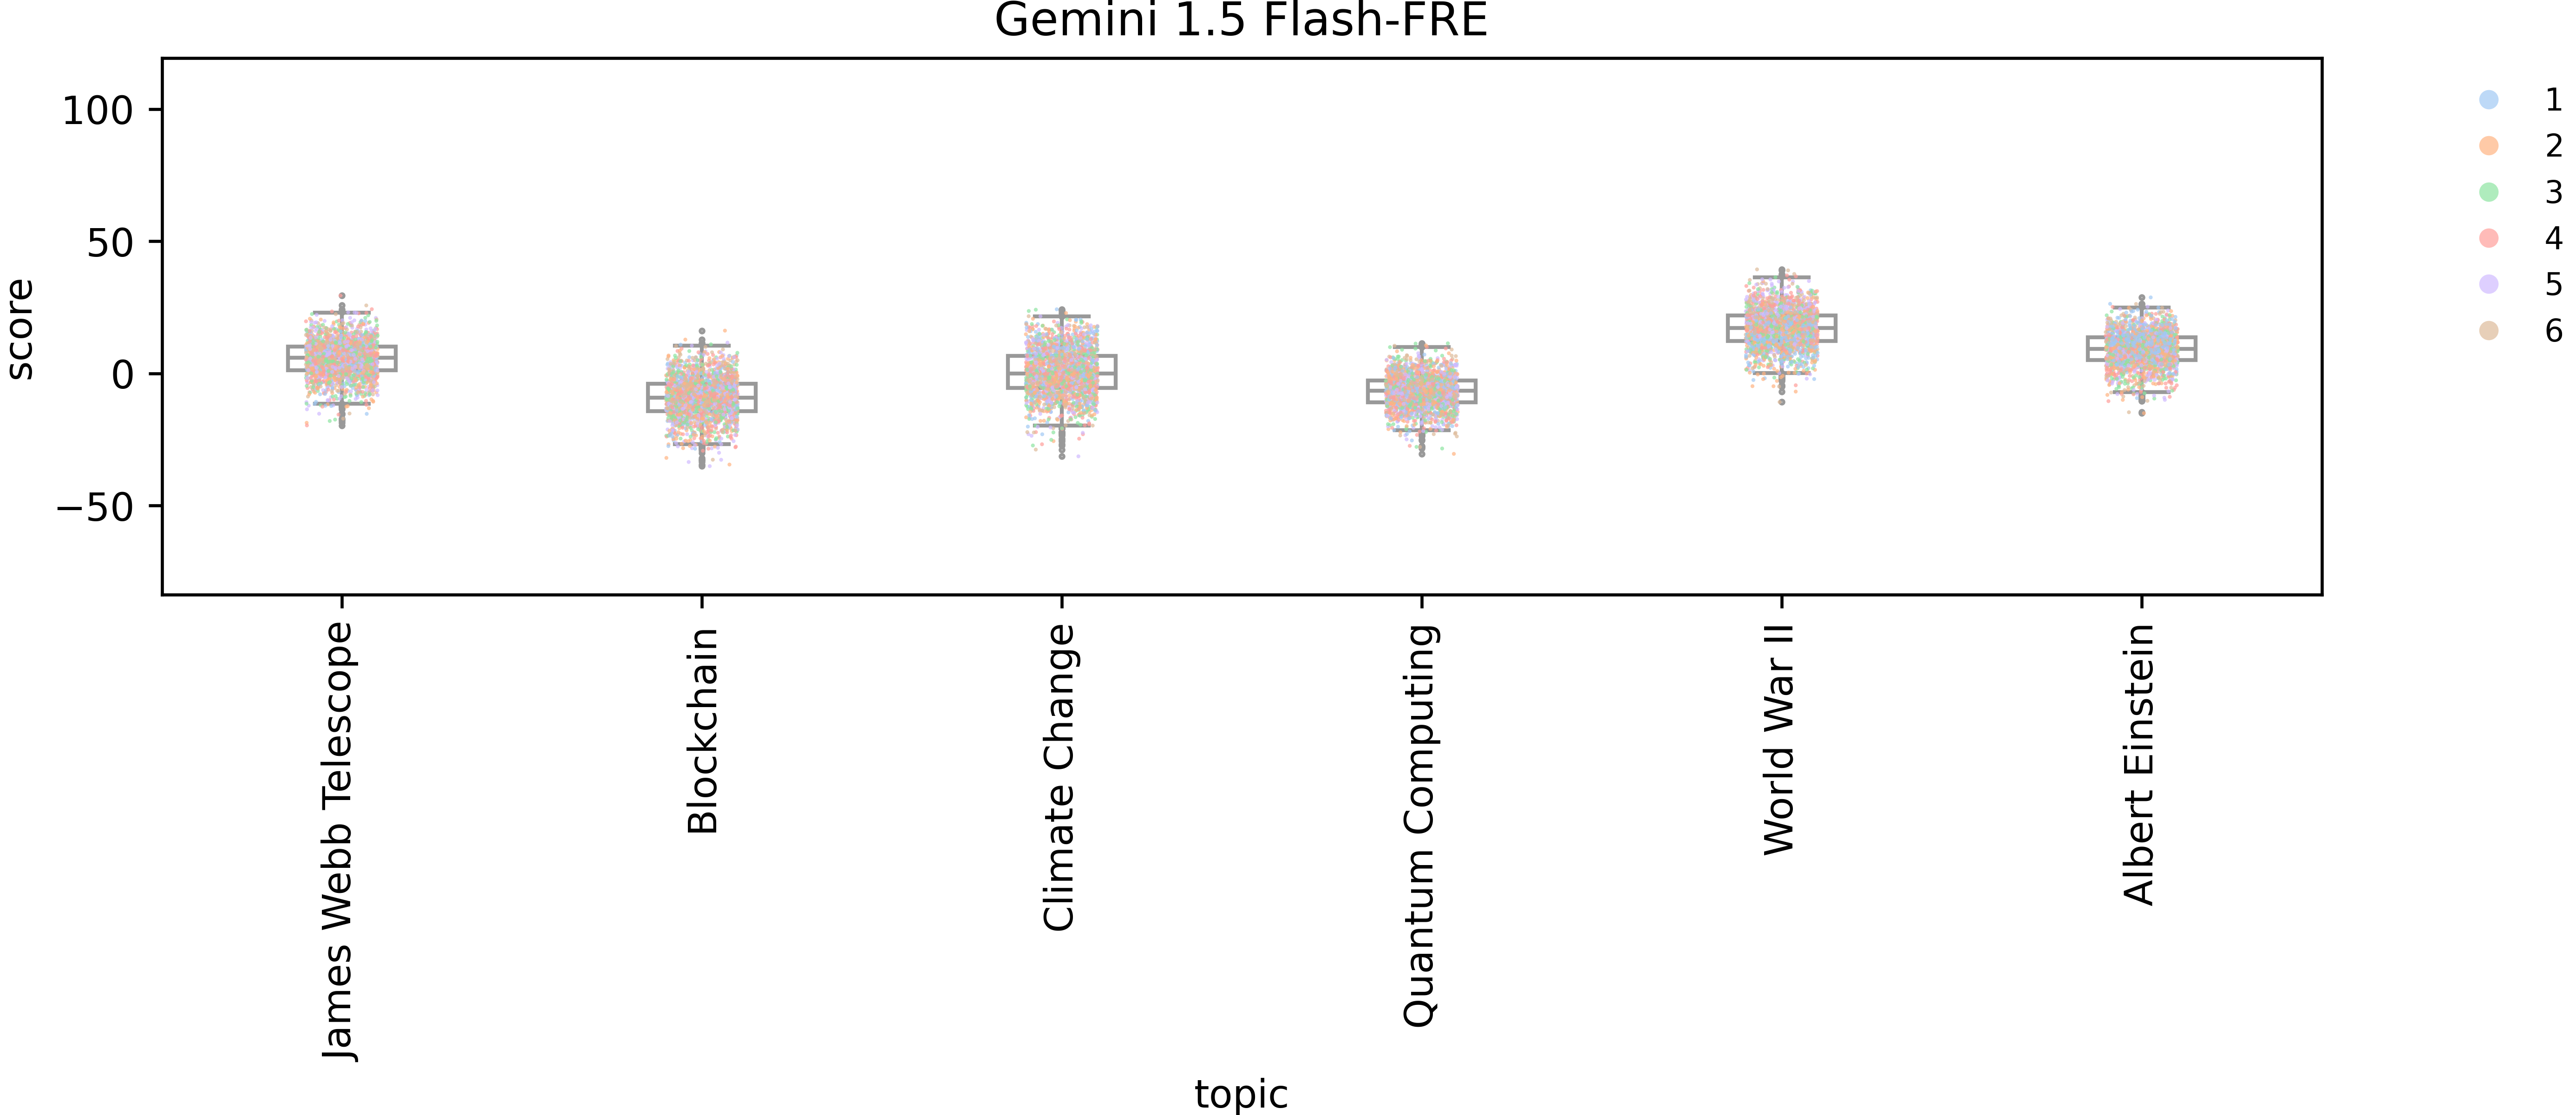 Gemini 1.5 Flash-FRE
score
100
50
0
−50
1
2
3
4
5
6
James Webb Telescope
Blockchain
Climate Change
Quantum Computing
World War II
Albert Einstein
topic